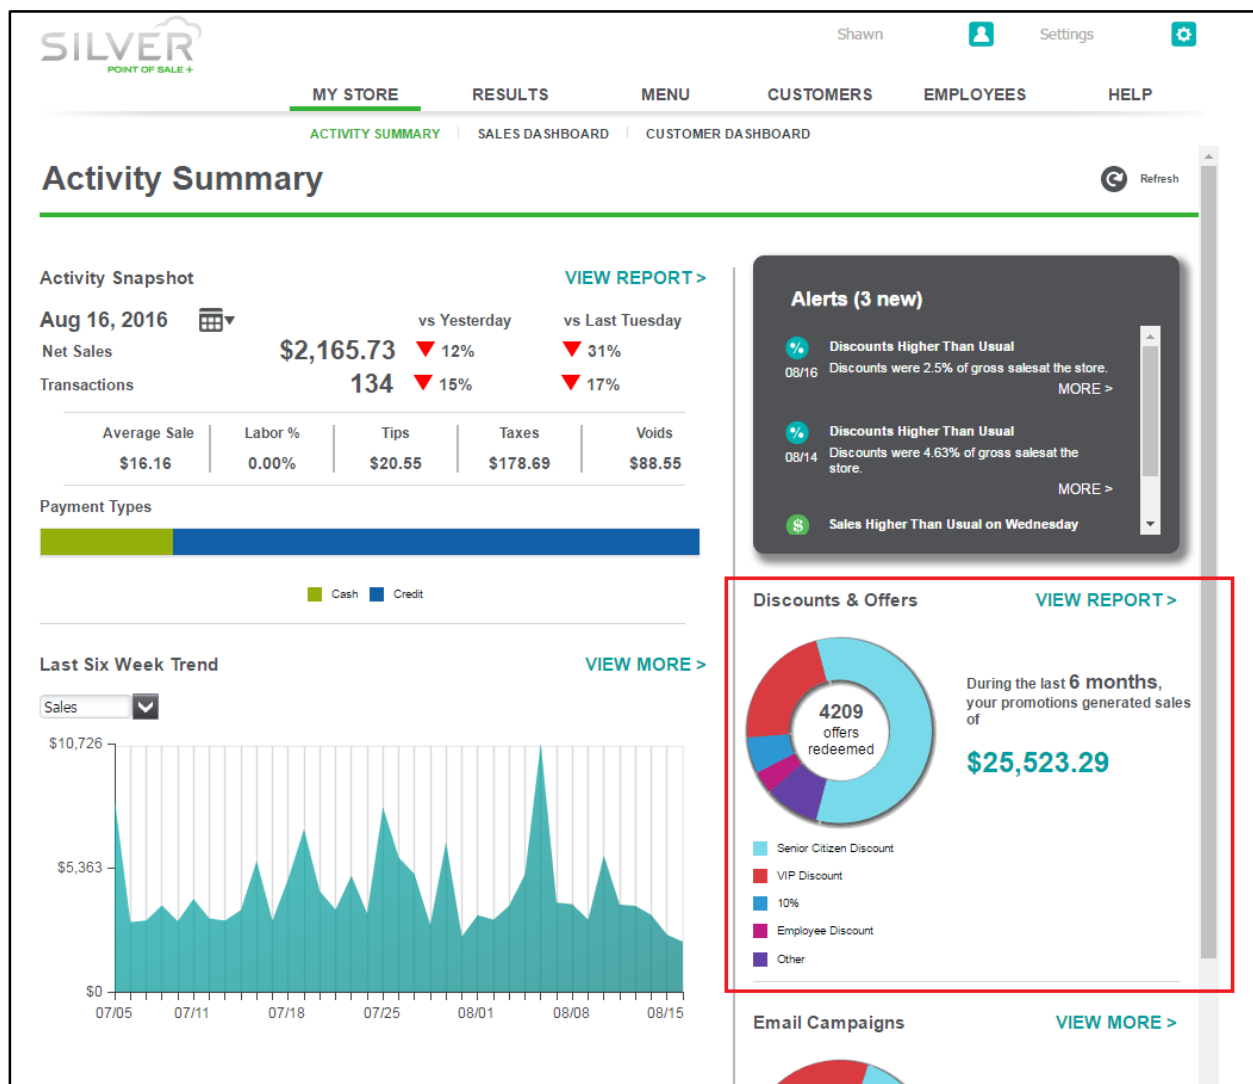 SILVER
POINT OF SALE +
Shawn
Settings
MY STORE
RESULTS
MENU
CUSTOMERS
EMPLOYEES
HELP
ACTIVITY SUMMARY
SALES DASHBOARD
CUSTOMER DASHBOARD
Activity Summary
Refresh
Activity Snapshot
VIEW REPORT >
Aug 16, 2016
vs Yesterday
vs Last Tuesday
Net Sales
$2,165.73
12%
31%
Transactions
134
15%
17%
Average Sale
Labor %
Tips
Taxes
Voids
$16.16
0.00%
$20.55
$178.69
$88.55
Payment Types
Cash
Credit
Last Six Week Trend
VIEW MORE >
Sales
$10,726
$5,363
$0
07/05
07/11
07/18
07/25
08/01
08/08
08/15
Alerts (3 new)
%
Discounts Higher Than Usual
08/16
Discounts were 2.5% of gross salesat the store.
MORE >
%
Discounts Higher Than Usual
08/14
Discounts were 4.63% of gross salesat the
store.
MORE >
$
Sales Higher Than Usual on Wednesday
Discounts & Offers
VIEW REPORT >
4209
offers
redeemed
During the last 6 months,
your promotions generated sales
of
$25,523.29
Senior Citizen Discount
VIP Discount
10%
Employee Discount
Other
Email Campaigns
VIEW MORE >